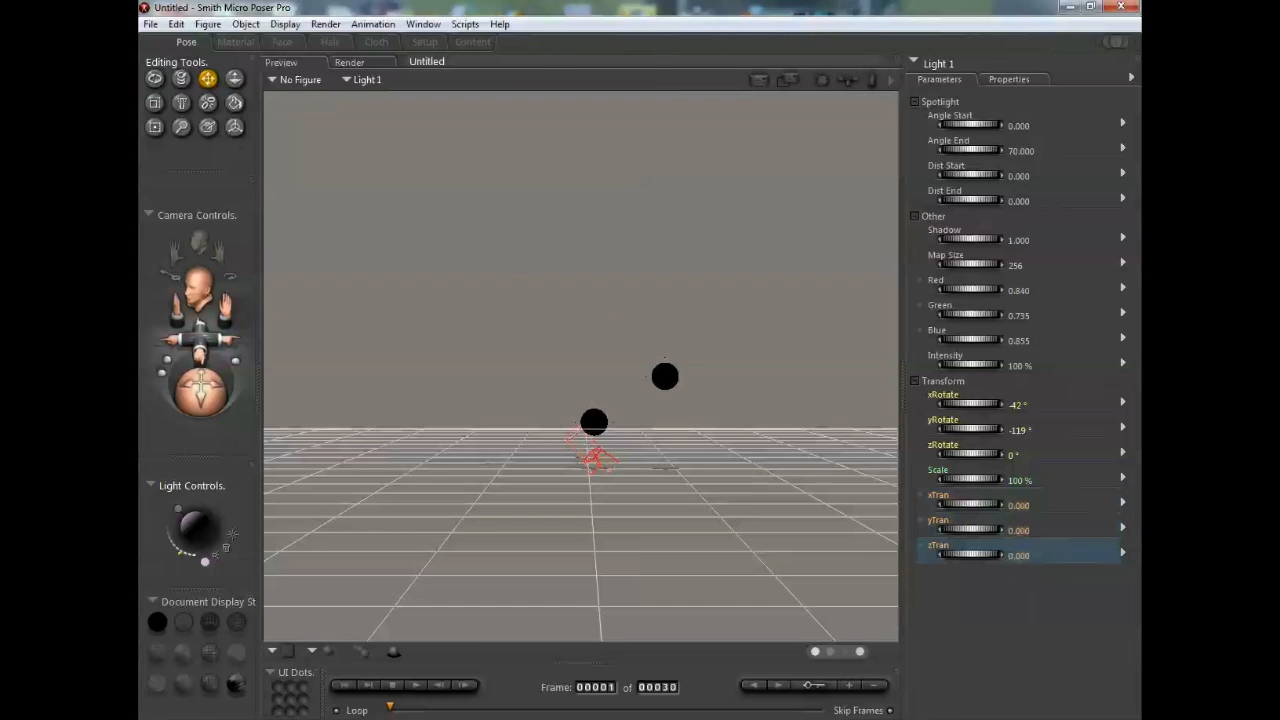 Untitled - Smith Micro Poser Pro
File Edit Figure Object Display Render Animation Window Scripts Help
Pose Material Face Hair Cloth Setup Content
Editing Tools.
Preview Render Untitled
No Figure Light 1
Light 1
Parameters Properties
Spotlight
Angle Start
0.000
Angle End
70.000
Dist Start
0.000
Dist End
0.000
Other
Shadow
1.000
Map Size
256
Red
0.840
Green
0.735
Blue
0.855
Intensity
100 %
Transform
xRotate
-42 °
yRotate
-119 °
zRotate
0 °
Scale
100 %
xTran
0.000
yTran
0.000
zTran
0.000
Camera Controls.
Light Controls.
Document Display St
UI Dots.
Frame: 00001 of 00030
Loop
Skip Frames